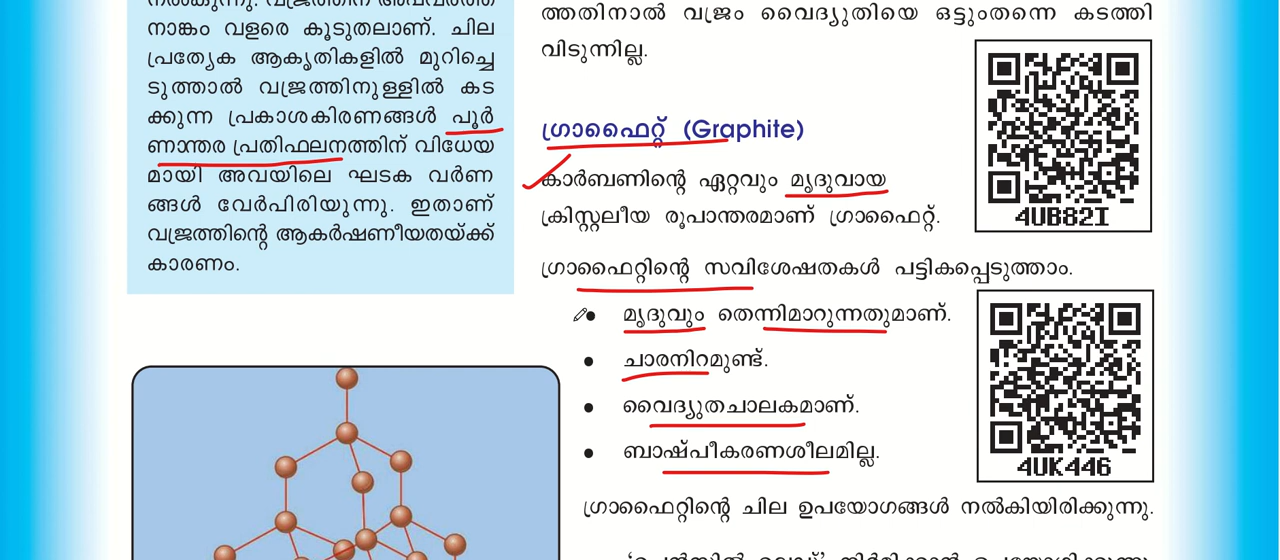 നാങ്കം വളരെ കൂടുതലാണ്. ചില
പ്രത്യേക ആകൃതികളിൽ മുറിച്ചെ
ടുത്താൽ വജ്രത്തിനുള്ളിൽ കട
ക്കുന്ന പ്രകാശകിരണങ്ങൾ പൂർ
ണാന്തര പ്രതിഫലനത്തിന് വിധേയ
മായി അവയിലെ ഘടക വർണ
ങ്ങൾ വേർപിരിയുന്നു. ഇതാണ്
വജ്രത്തിന്റെ ആകർഷണീയതയ്ക്ക്
കാരണം.
ത്തതിനാൽ വജ്രം വൈദ്യുതിയെ ഒട്ടുംതന്നെ കടത്തി
വിടുന്നില്ല.
ഗ്രാഫൈറ്റ് (Graphite)
കാർബണിന്റെ ഏറ്റവും മൃദുവായ
ക്രിസ്റ്റലീയ രൂപാന്തരമാണ് ഗ്രാഫൈറ്റ്.
4UB82I
ഗ്രാഫൈറ്റിന്റെ സവിശേഷതകൾ പട്ടികപ്പെടുത്താം.
• മൃദുവും തെന്നിമാറുന്നതുമാണ്.
• ചാരനിറമുണ്ട്.
• വൈദ്യുതചാലകമാണ്.
• ബാഷ്പീകരണശീലമില്ല.
4UK446
ഗ്രാഫൈറ്റിന്റെ ചില ഉപയോഗങ്ങൾ നൽകിയിരിക്കുന്നു.